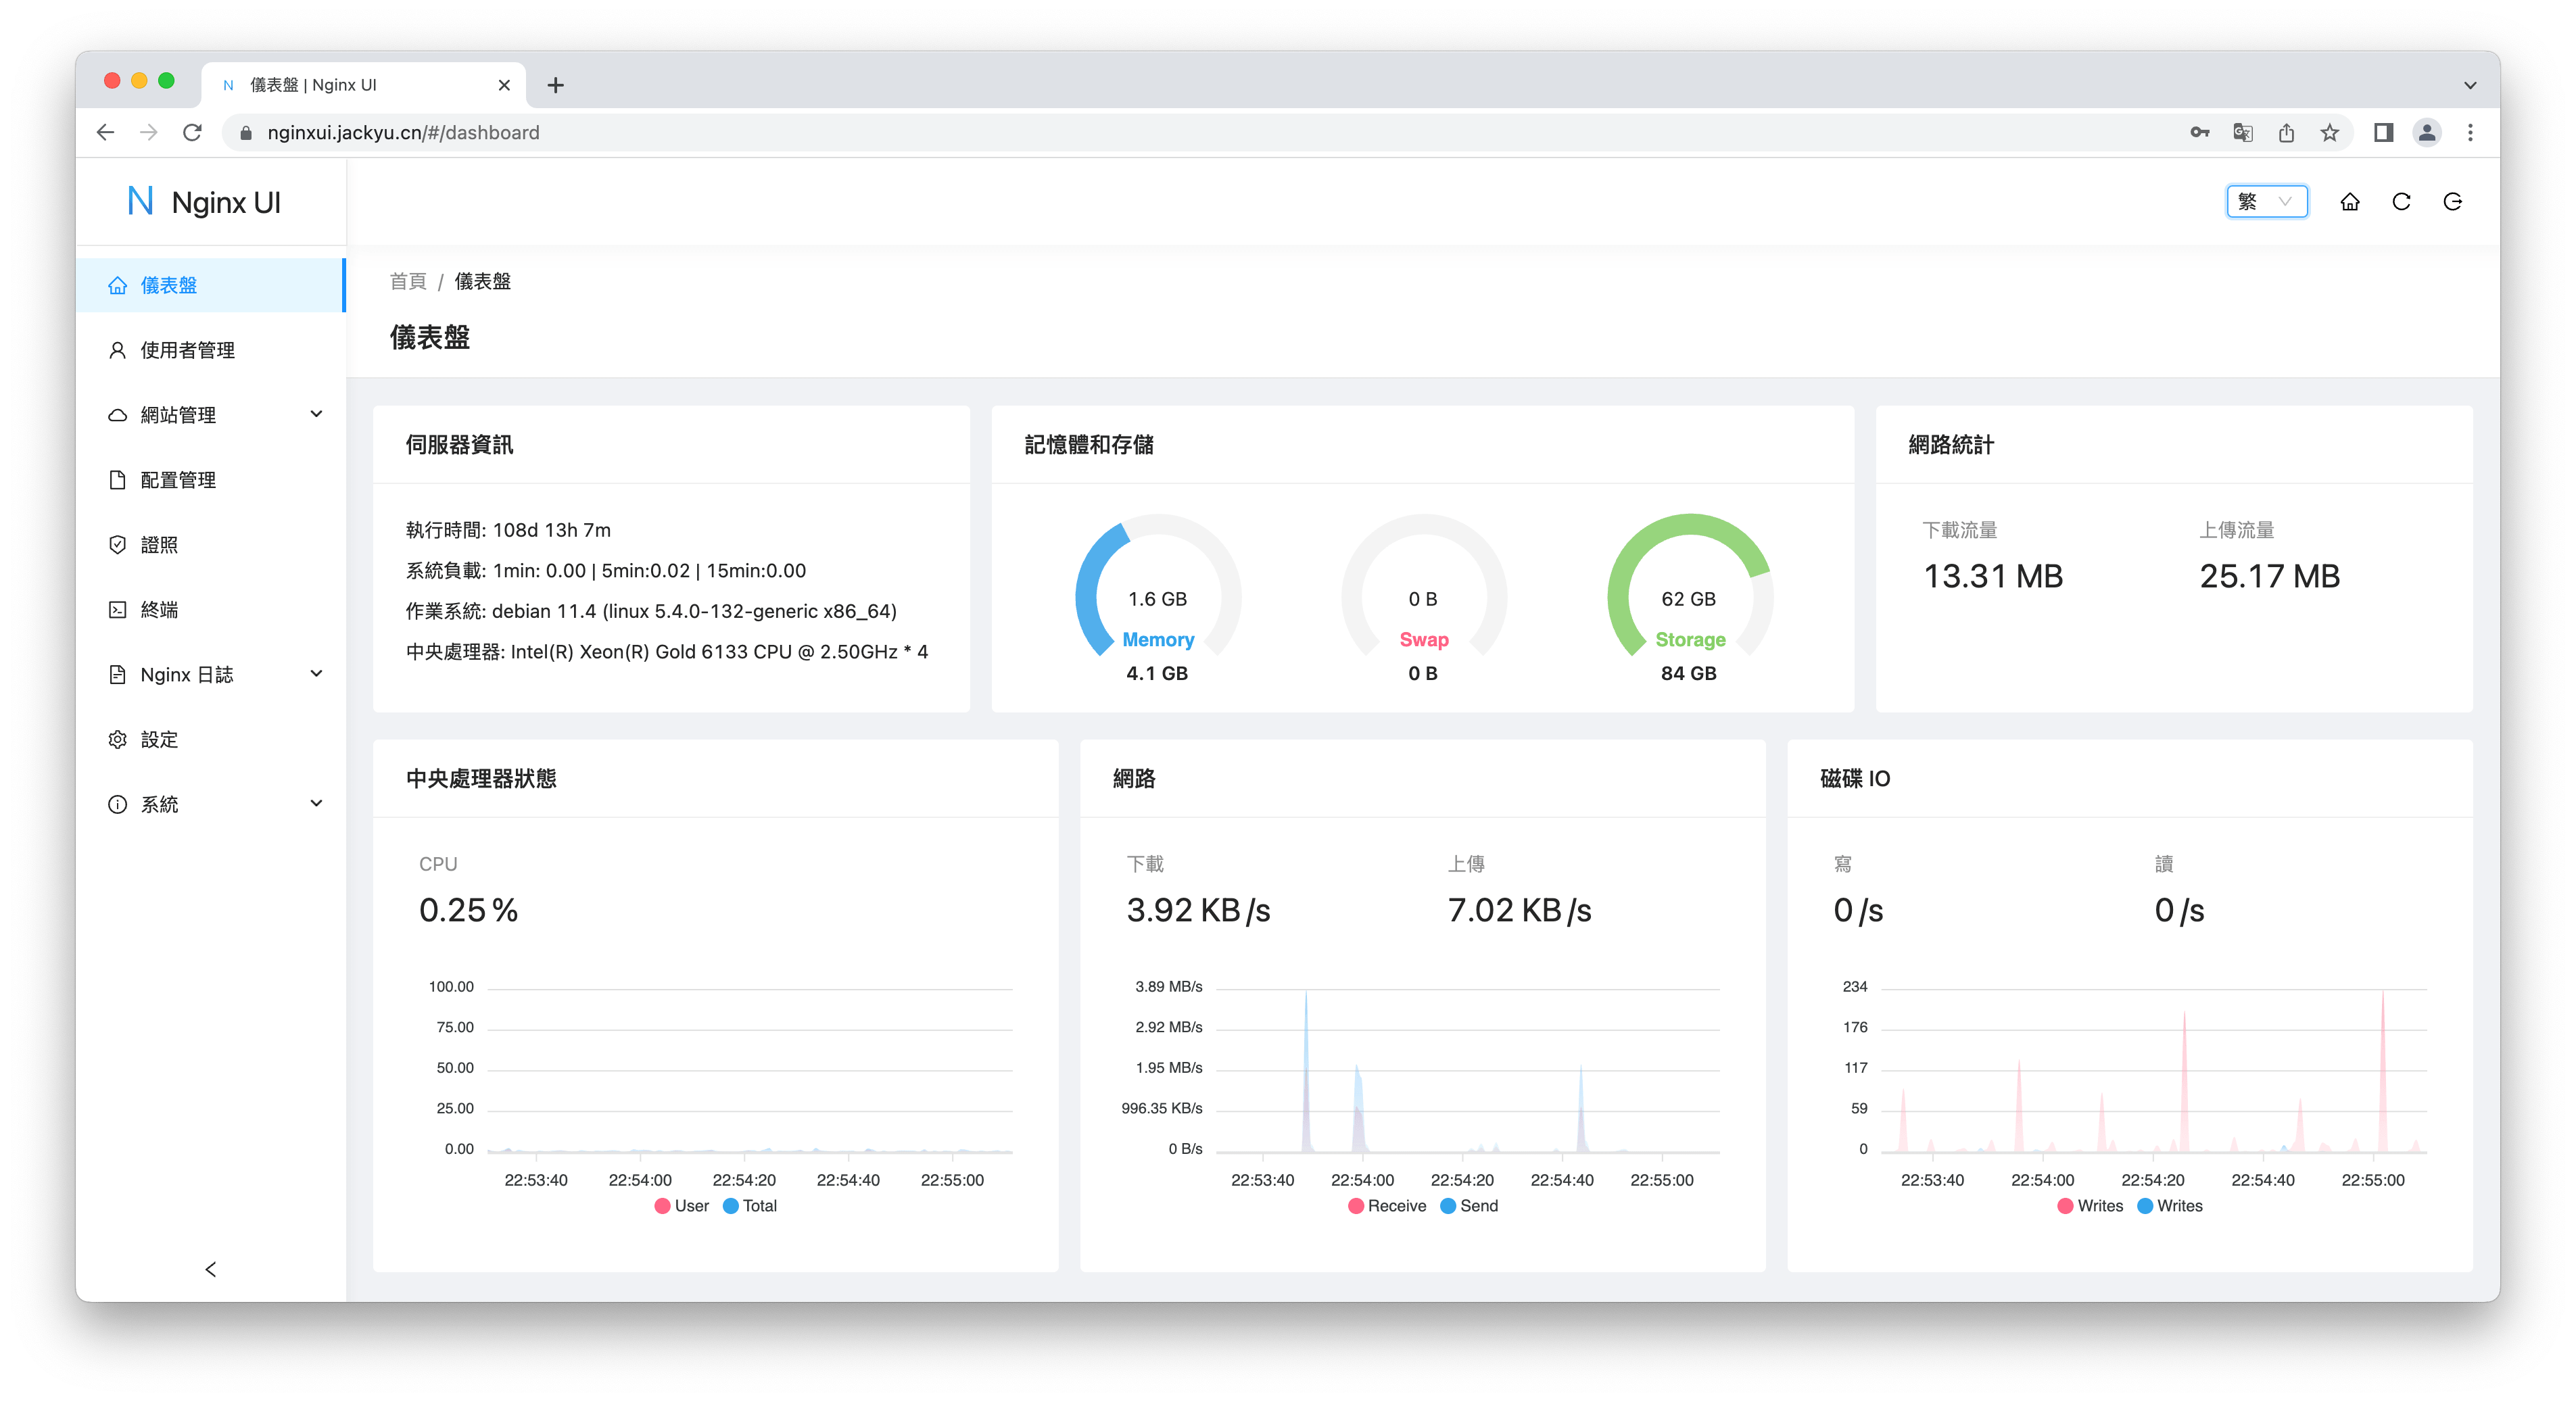 N 儀表盤 | Nginx UI
nginxui.jackyu.cn/#/dashboard
N Nginx UI
繁
儀表盤
使用者管理
網站管理
配置管理
證照
終端
Nginx 日誌
設定
系統
首頁 / 儀表盤
儀表盤
伺服器資訊
執行時間: 108d 13h 7m
系統負載: 1min: 0.00 | 5min:0.02 | 15min:0.00
作業系統: debian 11.4 (linux 5.4.0-132-generic x86_64)
中央處理器: Intel(R) Xeon(R) Gold 6133 CPU @ 2.50GHz * 4
記憶體和存儲
1.6 GB
Memory
4.1 GB
0 B
Swap
0 B
62 GB
Storage
84 GB
網路統計
下載流量
13.31 MB
上傳流量
25.17 MB
中央處理器狀態
CPU
0.25 %
100.00
75.00
50.00
25.00
0.00
22:53:40 22:54:00 22:54:20 22:54:40 22:55:00
User Total
網路
下載
3.92 KB /s
上傳
7.02 KB /s
3.89 MB/s
2.92 MB/s
1.95 MB/s
996.35 KB/s
0 B/s
22:53:40 22:54:00 22:54:20 22:54:40 22:55:00
Receive Send
磁碟 IO
寫
0 /s
讀
0 /s
234
176
117
59
0
22:53:40 22:54:00 22:54:20 22:54:40 22:55:00
Writes Writes